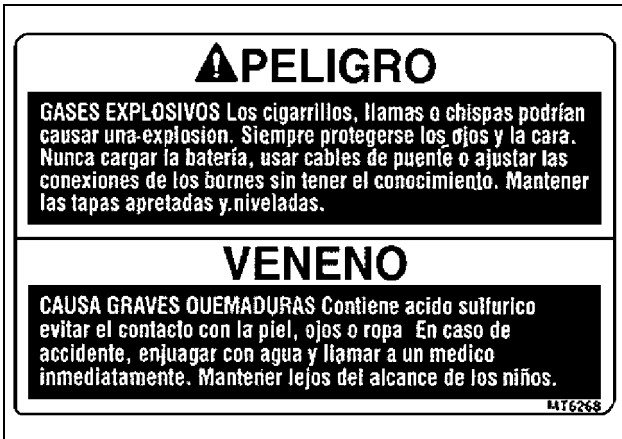 PELIGRO
GASES EXPLOSIVOS Los cigarrillos, llamas o chispas podrían
causar una explosion. Siempre protegerse los ojos y la cara.
Nunca cargar la batería, usar cables de puente o ajustar las
conexiones de los bornes sin tener el conocimiento. Mantener
las tapas apretadas y niveladas.
VENENO
CAUSA GRAVES QUEMADURAS Contiene acido sulfurico
evitar el contacto con la piel, ojos o ropa En caso de
accidente, enjuagar con agua y llamar a un medico
inmediatamente. Mantener lejos del alcance de los niños.
MT6268